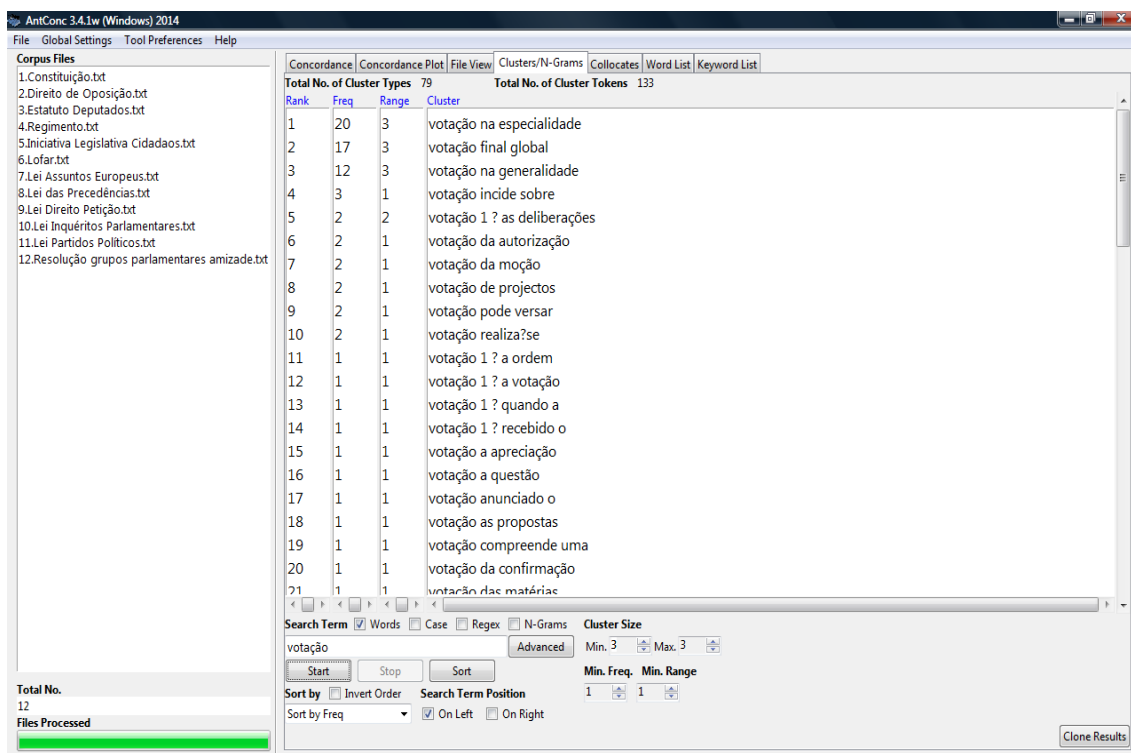 AntConc 3.4.1w (Windows) 2014
File Global Settings Tool Preferences Help
Corpus Files
1.Constituição.txt
2.Direito de Oposição.txt
3.Estatuto Deputados.txt
4.Regimento.txt
5.Iniciativa Legislativa Cidadaos.txt
6.Lofar.txt
7.Lei Assuntos Europeus.txt
8.Lei das Precedências.txt
9.Lei Direito Petição.txt
10.Lei Inquéritos Parlamentares.txt
11.Lei Partidos Políticos.txt
12.Resolução grupos parlamentares amizade.txt
Total No.
12
Files Processed
Concordance Concordance Plot File View Clusters/N-Grams Collocates Word List Keyword List
Total No. of Cluster Types 79 Total No. of Cluster Tokens 133
Rank Freq Range Cluster
1 20 3 votação na especialidade
2 17 3 votação final global
3 12 3 votação na generalidade
4 3 1 votação incide sobre
5 2 2 votação 1 ? as deliberações
6 2 1 votação da autorização
7 2 1 votação da moção
8 2 1 votação de projectos
9 2 1 votação pode versar
10 2 1 votação realiza?se
11 1 1 votação 1 ? a ordem
12 1 1 votação 1 ? a votação
13 1 1 votação 1 ? quando a
14 1 1 votação 1 ? recebido o
15 1 1 votação a apreciação
16 1 1 votação a questão
17 1 1 votação anunciado o
18 1 1 votação as propostas
19 1 1 votação compreende uma
20 1 1 votação da confirmação
21 1 1 votação das matérias
Search Term Words Case Regex N-Grams Cluster Size
votação Advanced Min. 3 Max. 3
Start Stop Sort Min. Freq. Min. Range
1 1
Sort by Invert Order Search Term Position
Sort by Freq On Left On Right
Clone Results